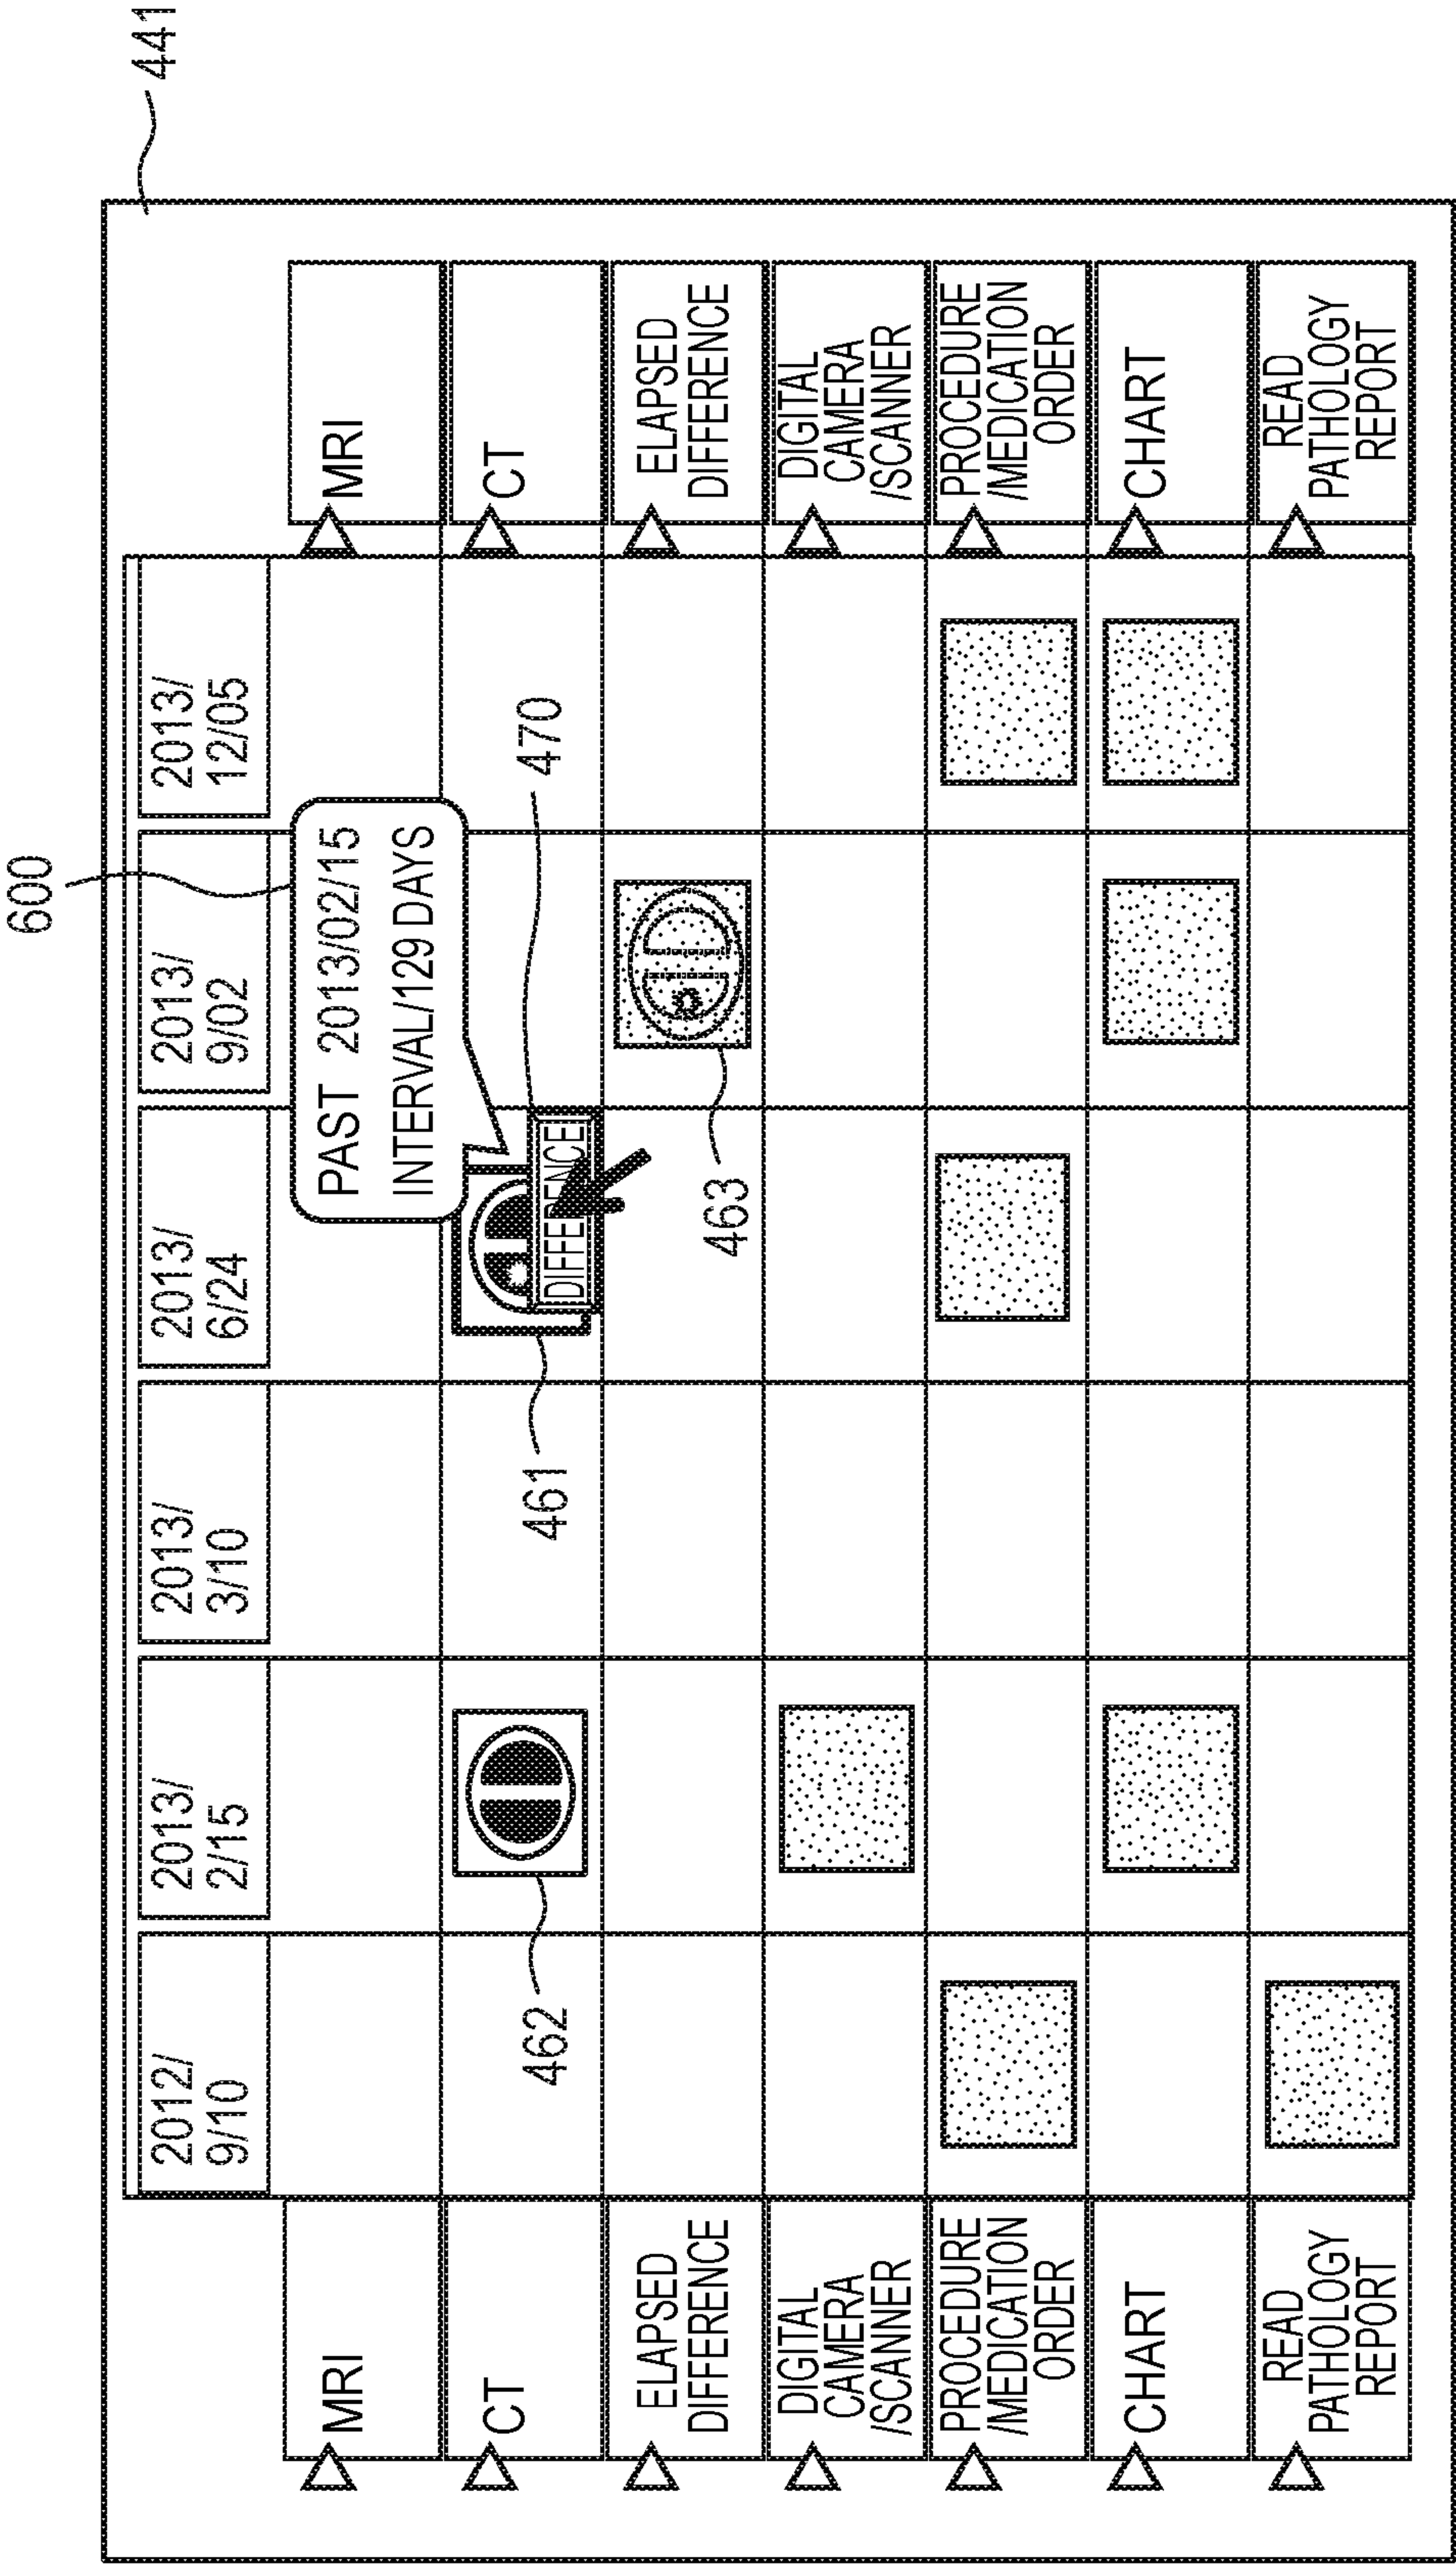 441
600
2012/
9/10
2013/
2/15
2013/
3/10
2013/
6/24
2013/
9/02
2013/
12/05
PAST 2013/02/15
INTERVAL/129 DAYS
MRI
MRI
CT
462
461
DIFFERENCE
470
CT
ELAPSED
DIFFERENCE
463
ELAPSED
DIFFERENCE
DIGITAL
CAMERA
/SCANNER
DIGITAL
CAMERA
/SCANNER
PROCEDURE
/MEDICATION
ORDER
PROCEDURE
/MEDICATION
ORDER
CHART
CHART
READ
PATHOLOGY
REPORT
READ
PATHOLOGY
REPORT